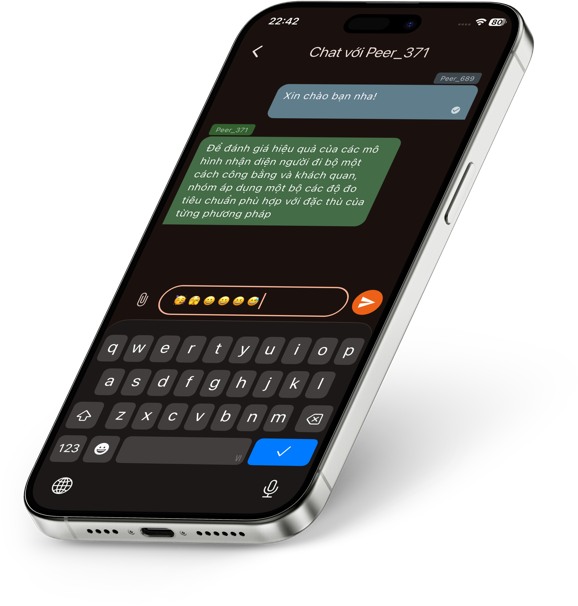 22:42
80
Chat với Peer_371
Peer_689
Xin chào bạn nha!
Peer_371
Để đánh giá hiệu quả của các mô
hình nhận diện người đi bộ một
cách công bằng và khách quan,
nhóm áp dụng một bộ các độ đo
tiêu chuẩn phù hợp với đặc thù của
từng phương pháp
🥳🫣😀😀😀😅
q w e r t y u i o p
a s d f g h j k l
z x c v b n m
123
VI